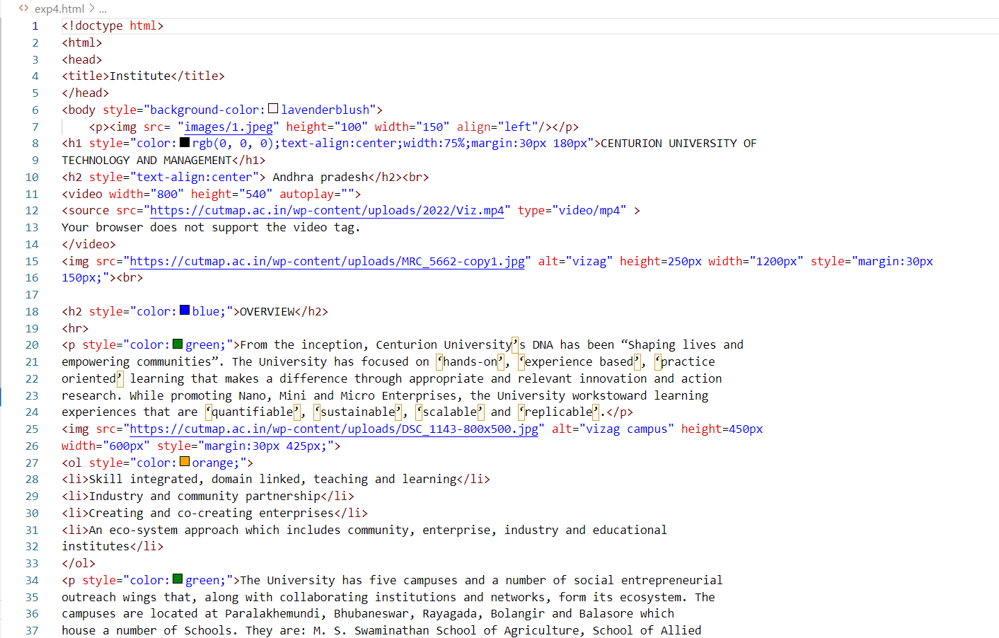 <> exp4.html > ...
1 <!doctype html>
2 <html>
3 <head>
4 <title>Institute</title>
5 </head>
6 <body style="background-color:lavenderblush">
7     <p><img src= "images/1.jpeg" height="100" width="150" align="left"/></p>
8 <h1 style="color:rgb(0, 0, 0);text-align:center;width:75%;margin:30px 180px">CENTURION UNIVERSITY OF
9 TECHNOLOGY AND MANAGEMENT</h1>
10 <h2 style="text-align:center"> Andhra pradesh</h2><br>
11 <video width="800" height="540" autoplay="">
12 <source src="https://cutmap.ac.in/wp-content/uploads/2022/Viz.mp4" type="video/mp4" >
13 Your browser does not support the video tag.
14 </video>
15 <img src="https://cutmap.ac.in/wp-content/uploads/MRC_5662-copy1.jpg" alt="vizag" height=250px width="1200px" style="margin:30px
16 150px;"><br>
17
18 <h2 style="color:blue;">OVERVIEW</h2>
19 <hr>
20 <p style="color:green;">From the inception, Centurion University’s DNA has been “Shaping lives and
21 empowering communities”. The University has focused on ‘hands-on’, ‘experience based’, ‘practice
22 oriented’ learning that makes a difference through appropriate and relevant innovation and action
23 research. While promoting Nano, Mini and Micro Enterprises, the University workstoward learning
24 experiences that are ‘quantifiable’, ‘sustainable’, ‘scalable’ and ‘replicable’.</p>
25 <img src="https://cutmap.ac.in/wp-content/uploads/DSC_1143-800x500.jpg" alt="vizag campus" height=450px
26 width="600px" style="margin:30px 425px;">
27 <ol style="color:orange;">
28 <li>Skill integrated, domain linked, teaching and learning</li>
29 <li>Industry and community partnership</li>
30 <li>Creating and co-creating enterprises</li>
31 <li>An eco-system approach which includes community, enterprise, industry and educational
32 institutes</li>
33 </ol>
34 <p style="color:green;">The University has five campuses and a number of social entrepreneurial
35 outreach wings that, along with collaborating institutions and networks, form its ecosystem. The
36 campuses are located at Paralakhemundi, Bhubaneswar, Rayagada, Bolangir and Balasore which
37 house a number of Schools. They are: M. S. Swaminathan School of Agriculture, School of Allied